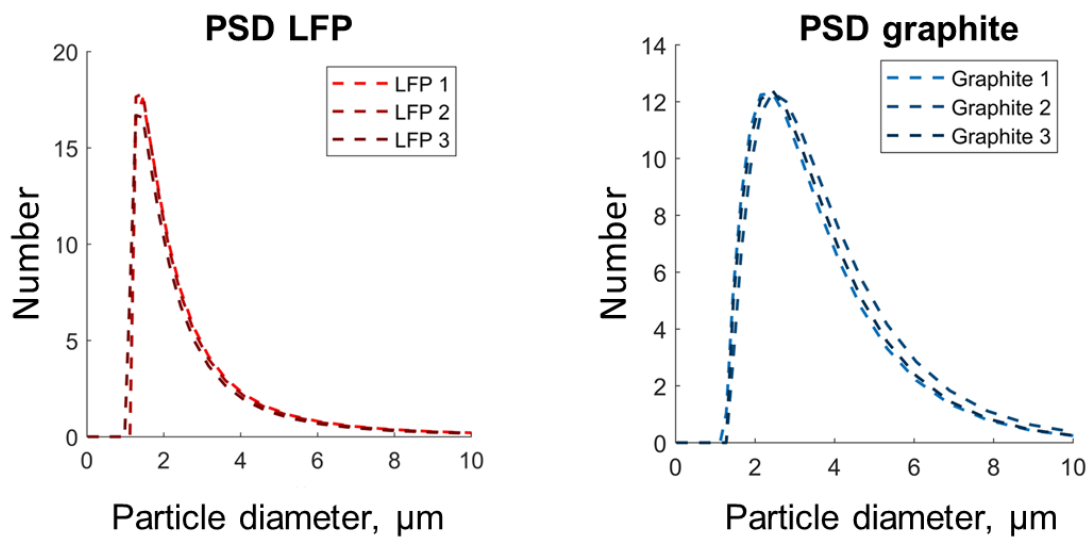 PSD LFP
20
15
10
5
0
0
2
4
6
8
10
LFP 1
LFP 2
LFP 3
Number
Particle diameter, µm
PSD graphite
14
12
10
8
6
4
2
0
0
2
4
6
8
10
Graphite 1
Graphite 2
Graphite 3
Number
Particle diameter, µm